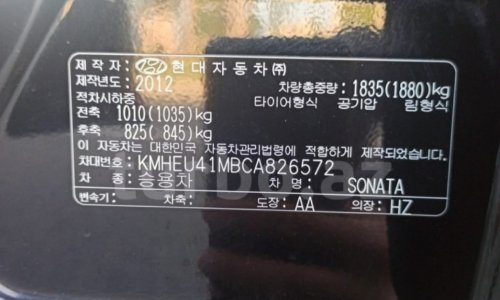 제 작 자 : 현대자동차㈜
제작년도: 2012 차량총중량: 1835(1880)kg
적차시하중 타이어형식 공기압 림형식
전축 1010(1035)kg
후축 825( 845)kg
이 자동차는 대한민국 자동차관리법령에 적합하게 제작되었습니다.
차대번호: KMHEU41MBCA826572
차 종: 승용차 차 명: SONATA
변속기: 차축: 도장: AA 의장: HZ
turbo.az